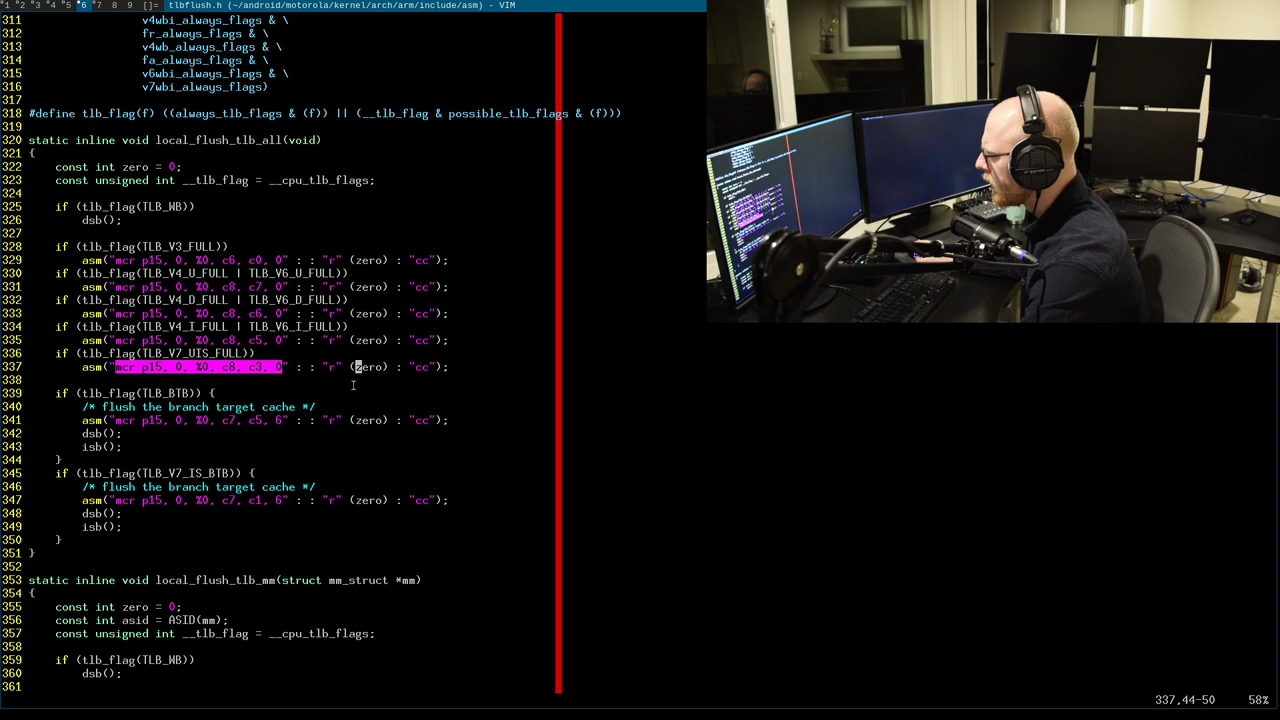 1 2 3 4 5 6 7 8 9 []= tlbflush.h (~/android/motorola/kernel/arch/arm/include/asm) - VIM
311 v4wbi_always_flags & \
312 fr_always_flags & \
313 v4wb_always_flags & \
314 fa_always_flags & \
315 v6wbi_always_flags & \
316 v7wbi_always_flags)
317
318 #define tlb_flag(f) ((always_tlb_flags & (f)) || (__tlb_flag & possible_tlb_flags & (f)))
319
320 static inline void local_flush_tlb_all(void)
321 {
322 const int zero = 0;
323 const unsigned int __tlb_flag = __cpu_tlb_flags;
324
325 if (tlb_flag(TLB_WB))
326 dsb();
327
328 if (tlb_flag(TLB_V3_FULL))
329 asm("mcr p15, 0, %0, c6, c0, 0" : : "r" (zero) : "cc");
330 if (tlb_flag(TLB_V4_U_FULL | TLB_V6_U_FULL))
331 asm("mcr p15, 0, %0, c8, c7, 0" : : "r" (zero) : "cc");
332 if (tlb_flag(TLB_V4_D_FULL | TLB_V6_D_FULL))
333 asm("mcr p15, 0, %0, c8, c6, 0" : : "r" (zero) : "cc");
334 if (tlb_flag(TLB_V4_I_FULL | TLB_V6_I_FULL))
335 asm("mcr p15, 0, %0, c8, c5, 0" : : "r" (zero) : "cc");
336 if (tlb_flag(TLB_V7_UIS_FULL))
337 asm("mcr p15, 0, %0, c8, c3, 0" : : "r" (zero) : "cc");
338
339 if (tlb_flag(TLB_BTB)) {
340 /* flush the branch target cache */
341 asm("mcr p15, 0, %0, c7, c5, 6" : : "r" (zero) : "cc");
342 dsb();
343 isb();
344 }
345 if (tlb_flag(TLB_V7_IS_BTB)) {
346 /* flush the branch target cache */
347 asm("mcr p15, 0, %0, c7, c1, 6" : : "r" (zero) : "cc");
348 dsb();
349 isb();
350 }
351 }
352
353 static inline void local_flush_tlb_mm(struct mm_struct *mm)
354 {
355 const int zero = 0;
356 const int asid = ASID(mm);
357 const unsigned int __tlb_flag = __cpu_tlb_flags;
358
359 if (tlb_flag(TLB_WB))
360 dsb();
361
337,44-50 58%